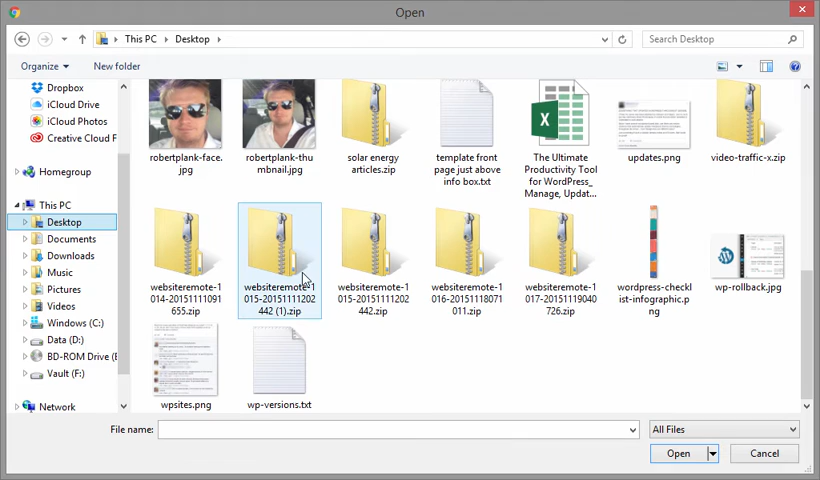 Open
This PC
Desktop
Search Desktop
Organize
New folder
Dropbox
iCloud Drive
iCloud Photos
Creative Cloud F
Homegroup
This PC
Desktop
Documents
Downloads
Music
Pictures
Videos
Windows (C:)
Data (D:)
BD-ROM Drive (E
Vault (F:)
Network
robertplank-face.
jpg
robertplank-thu
mbnail.jpg
solar energy
articles.zip
template front
page just above
info box.txt
The Ultimate
Productivity Tool
for WordPress_
Manage, Updat...
updates.png
video-traffic-x.zip
websiteremote-1
014-20151111091
655.zip
websiteremote-1
015-20151111202
442 (1).zip
websiteremote-1
015-20151111202
442.zip
websiteremote-1
016-20151118071
011.zip
websiteremote-1
017-20151119040
726.zip
wordpress-checkl
ist-infographic.p
ng
wp-rollback.jpg
wpsites.png
wp-versions.txt
File name:
All Files
Open
Cancel